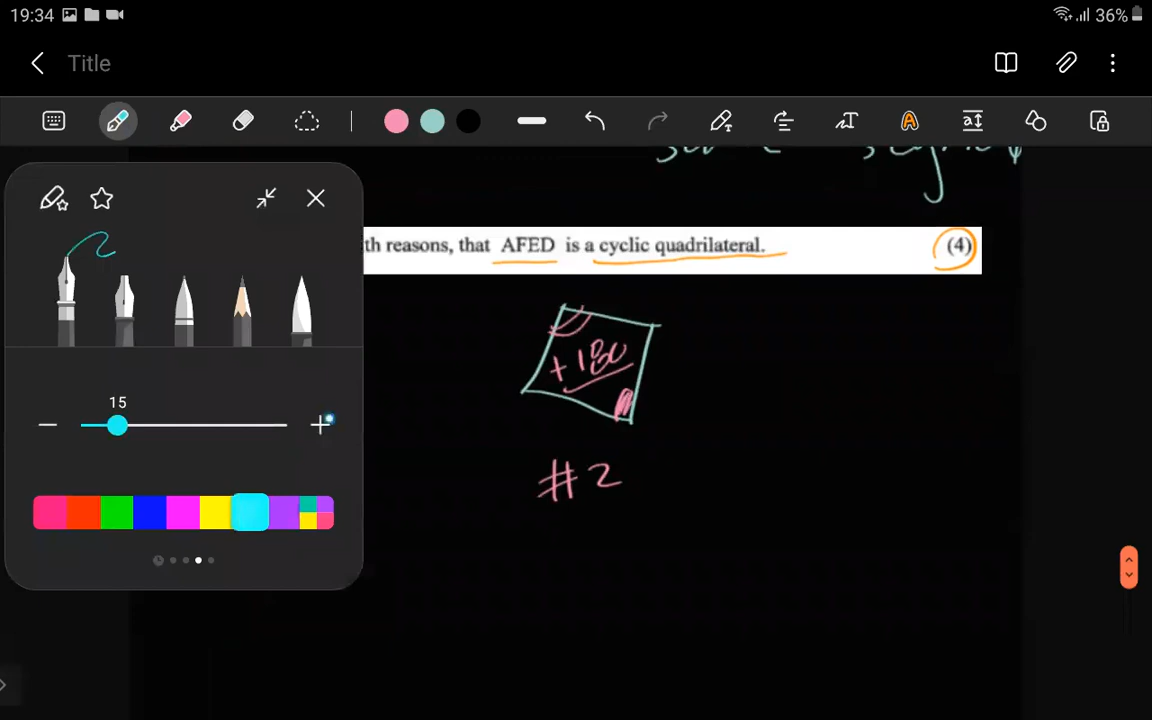 19:34 36%
Title
th reasons, that AFED is a cyclic quadrilateral. (4)
+180
15
#2